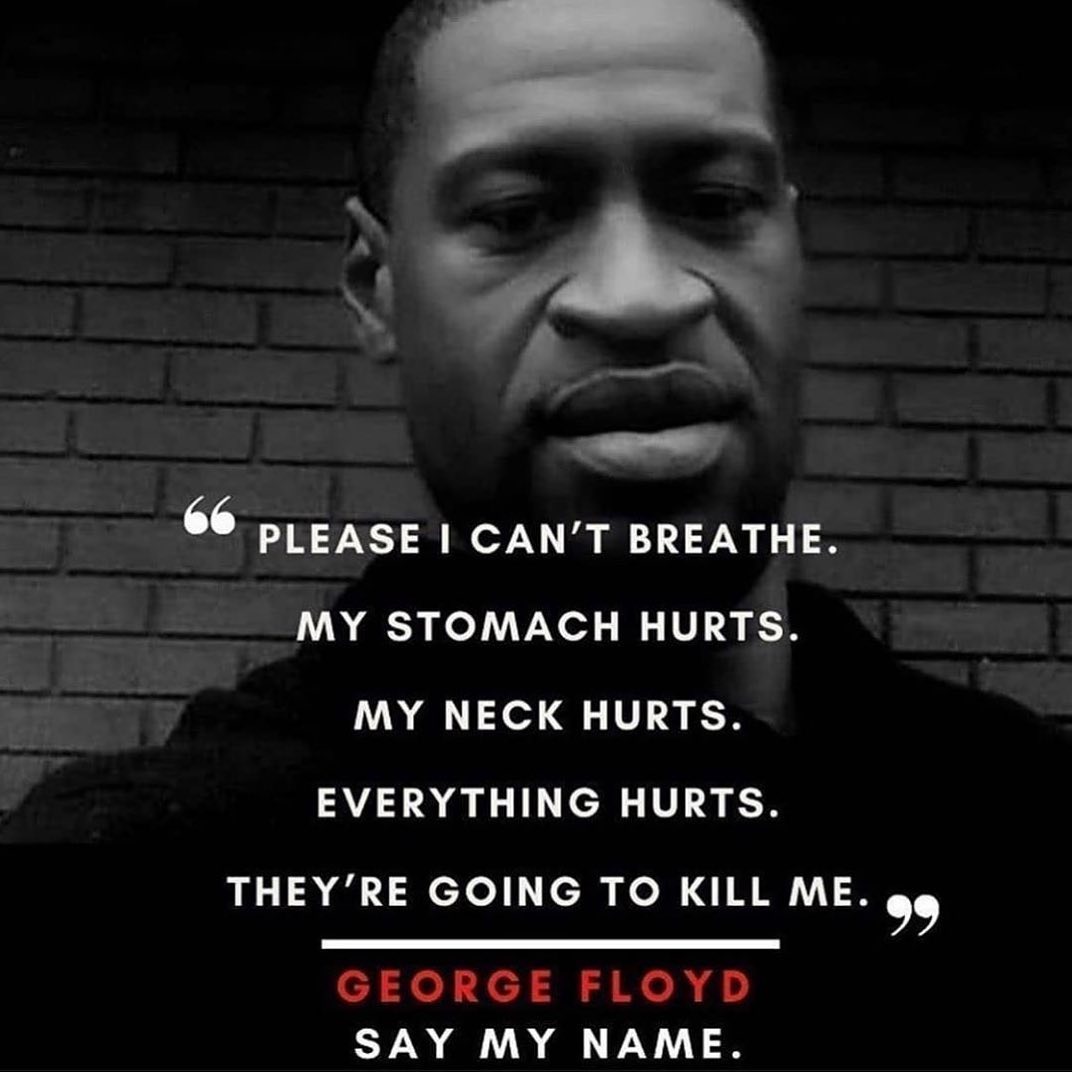 “ PLEASE I CAN’T BREATHE.
MY STOMACH HURTS.
MY NECK HURTS.
EVERYTHING HURTS.
THEY’RE GOING TO KILL ME. ”
GEORGE FLOYD
SAY MY NAME.